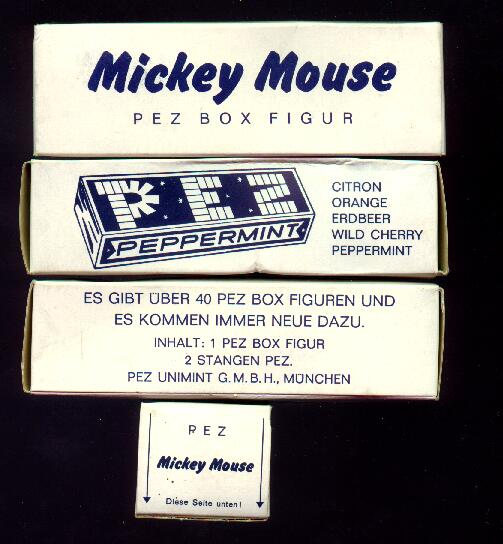 Mickey Mouse
PEZ BOX FIGUR
PEZ
PEPPERMINT
CITRON
ORANGE
ERDBEER
WILD CHERRY
PEPPERMINT
ES GIBT ÜBER 40 PEZ BOX FIGUREN UND
ES KOMMEN IMMER NEUE DAZU.
INHALT: 1 PEZ BOX FIGUR
2 STANGEN PEZ.
PEZ UNIMINT G.M.B.H., MÜNCHEN
PEZ
Mickey Mouse
Diese Seite unten!